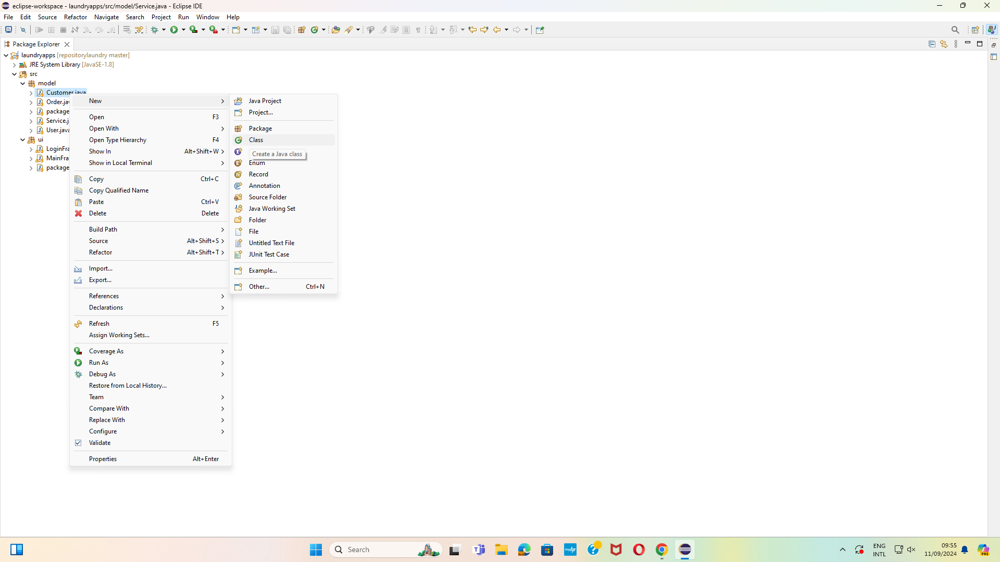 eclipse-workspace - laundryapps/src/model/Service.java - Eclipse IDE
File Edit Source Refactor Navigate Search Project Run Window Help
Package Explorer
laundryapps [repositorylaundry master]
JRE System Library [JavaSE-1.8]
src
model
Customer.java
Order.jav
package
Service.j
User.java
ui
LoginFra
MainFra
package
New
Open F3
Open With
Open Type Hierarchy F4
Show In Alt+Shift+W
Show in Local Terminal
Copy Ctrl+C
Copy Qualified Name
Paste Ctrl+V
Delete Delete
Build Path
Source Alt+Shift+S
Refactor Alt+Shift+T
Import...
Export...
References
Declarations
Refresh F5
Assign Working Sets...
Coverage As
Run As
Debug As
Restore from Local History...
Team
Compare With
Replace With
Configure
Validate
Properties Alt+Enter
Java Project
Project...
Package
Class
Create a Java class
Enum
Record
Annotation
Source Folder
Java Working Set
Folder
File
Untitled Text File
JUnit Test Case
Example...
Other... Ctrl+N
Search
myhp
ENG
INTL
09:55
11/09/2024
PRE